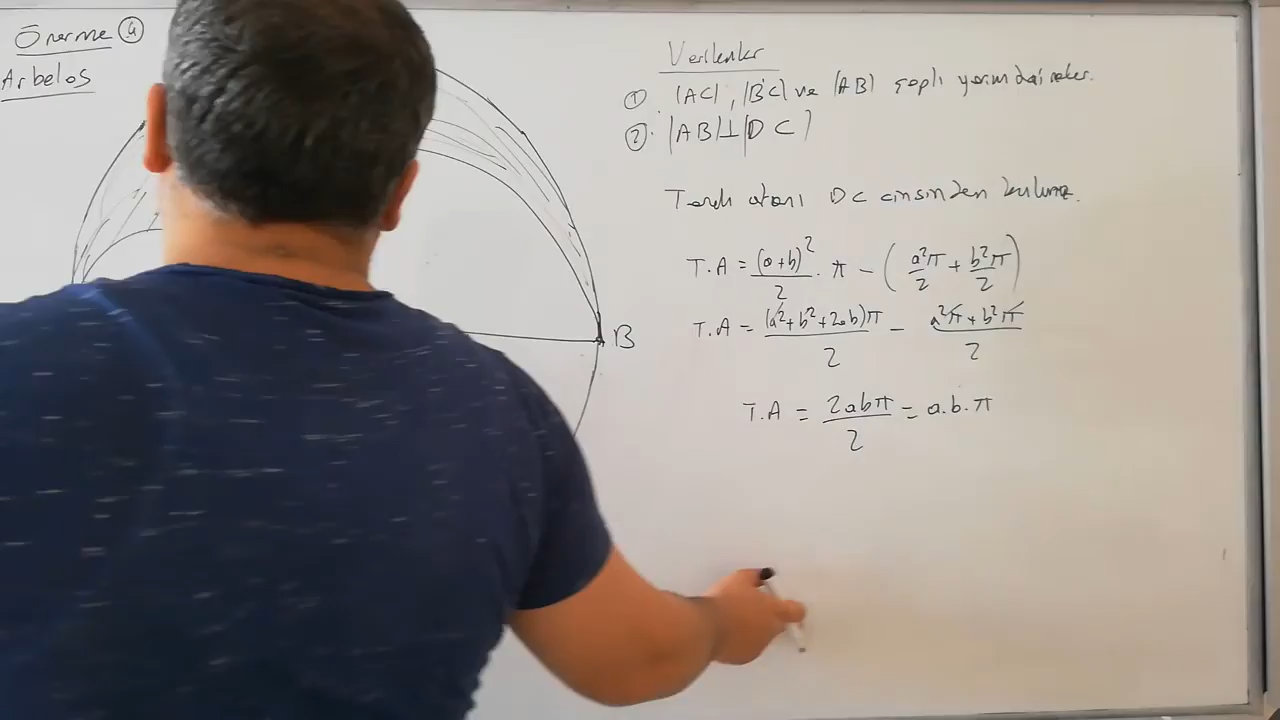 Önerme ④
Arbelos
B
Verilenler
① |AC|, |BC| ve |AB| çaplı yarım daireler.
②. |AB|⊥|DC|
Taralı alanı DC cinsinden bulunuz.
T.A = (a+b)²/2 . π − (a²π/2 + b²π/2)
T.A = (a²+b²+2ab)π/2 − a²π+b²π/2
T.A = 2abπ/2 = a.b.π